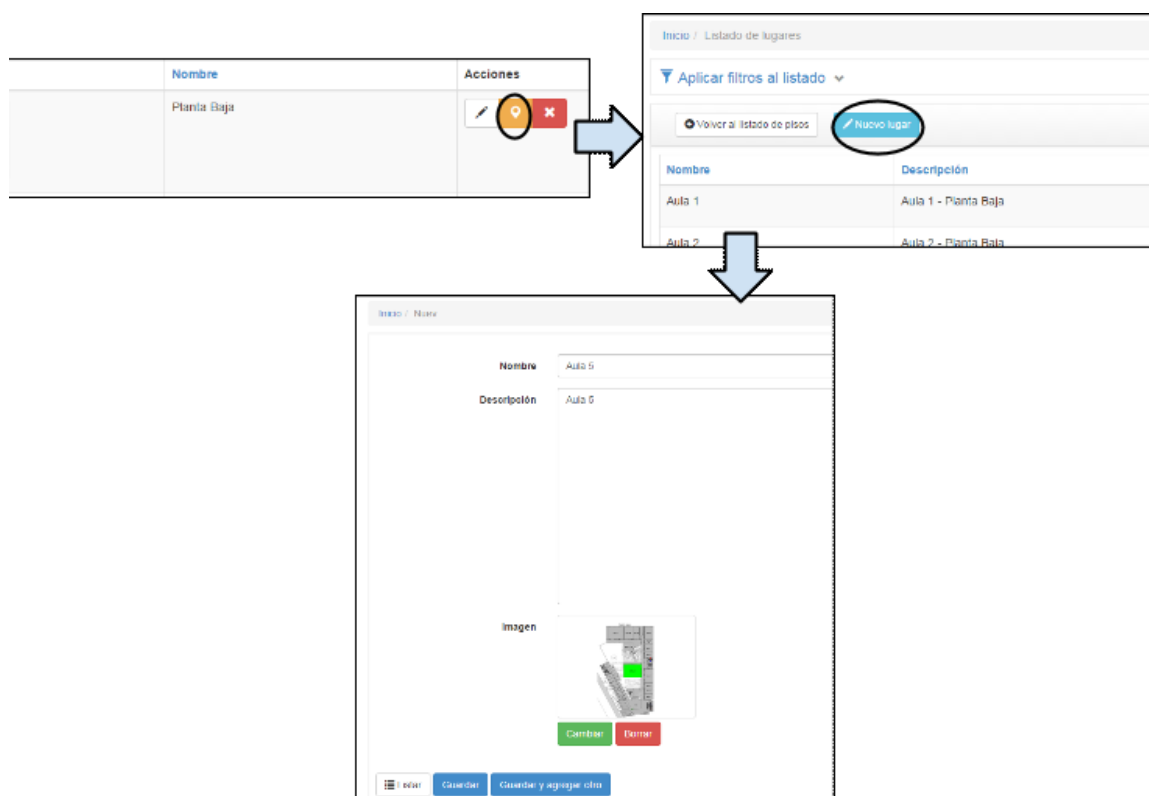 Nombre
Acciones
Planta Baja
Inicio / Listado de lugares
Aplicar filtros al listado
Volver al listado de pisos
Nuevo lugar
Nombre
Descripción
Aula 1
Aula 1 - Planta Baja
Aula 2
Aula 2 - Planta Baja
Inicio /
Nombre
Aula 5
Descripción
Aula 5
Imagen
Cambiar
Borrar
Listar
Guardar
Guardar y agregar otro